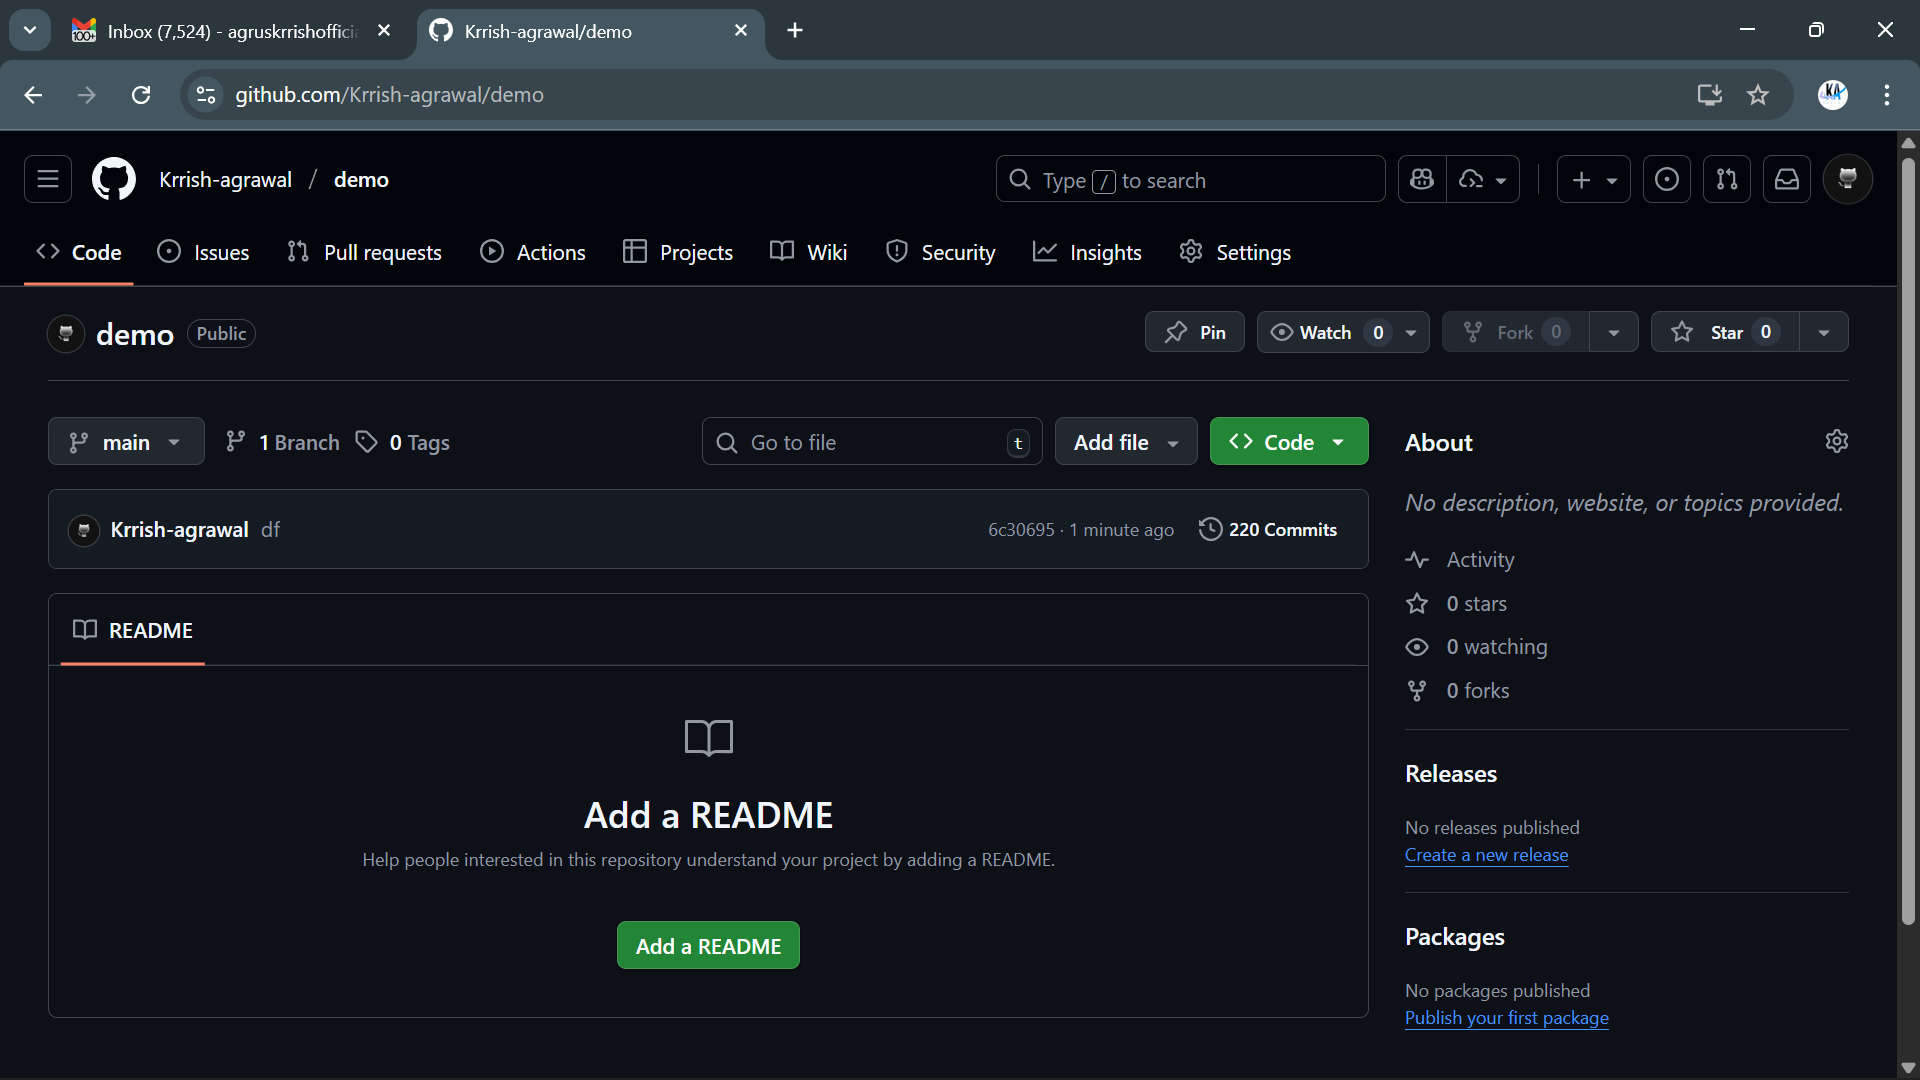 Inbox (7,524) - agruskrrishoffici
Krrish-agrawal/demo
github.com/Krrish-agrawal/demo
Krrish-agrawal / demo
Type / to search
Code
Issues
Pull requests
Actions
Projects
Wiki
Security
Insights
Settings
demo Public
Pin
Watch 0
Fork 0
Star 0
main
1 Branch
0 Tags
Go to file t
Add file
Code
Krrish-agrawal df
6c30695 · 1 minute ago
220 Commits
README
Add a README
Help people interested in this repository understand your project by adding a README.
Add a README
About
No description, website, or topics provided.
Activity
0 stars
0 watching
0 forks
Releases
No releases published
Create a new release
Packages
No packages published
Publish your first package
100+
KA